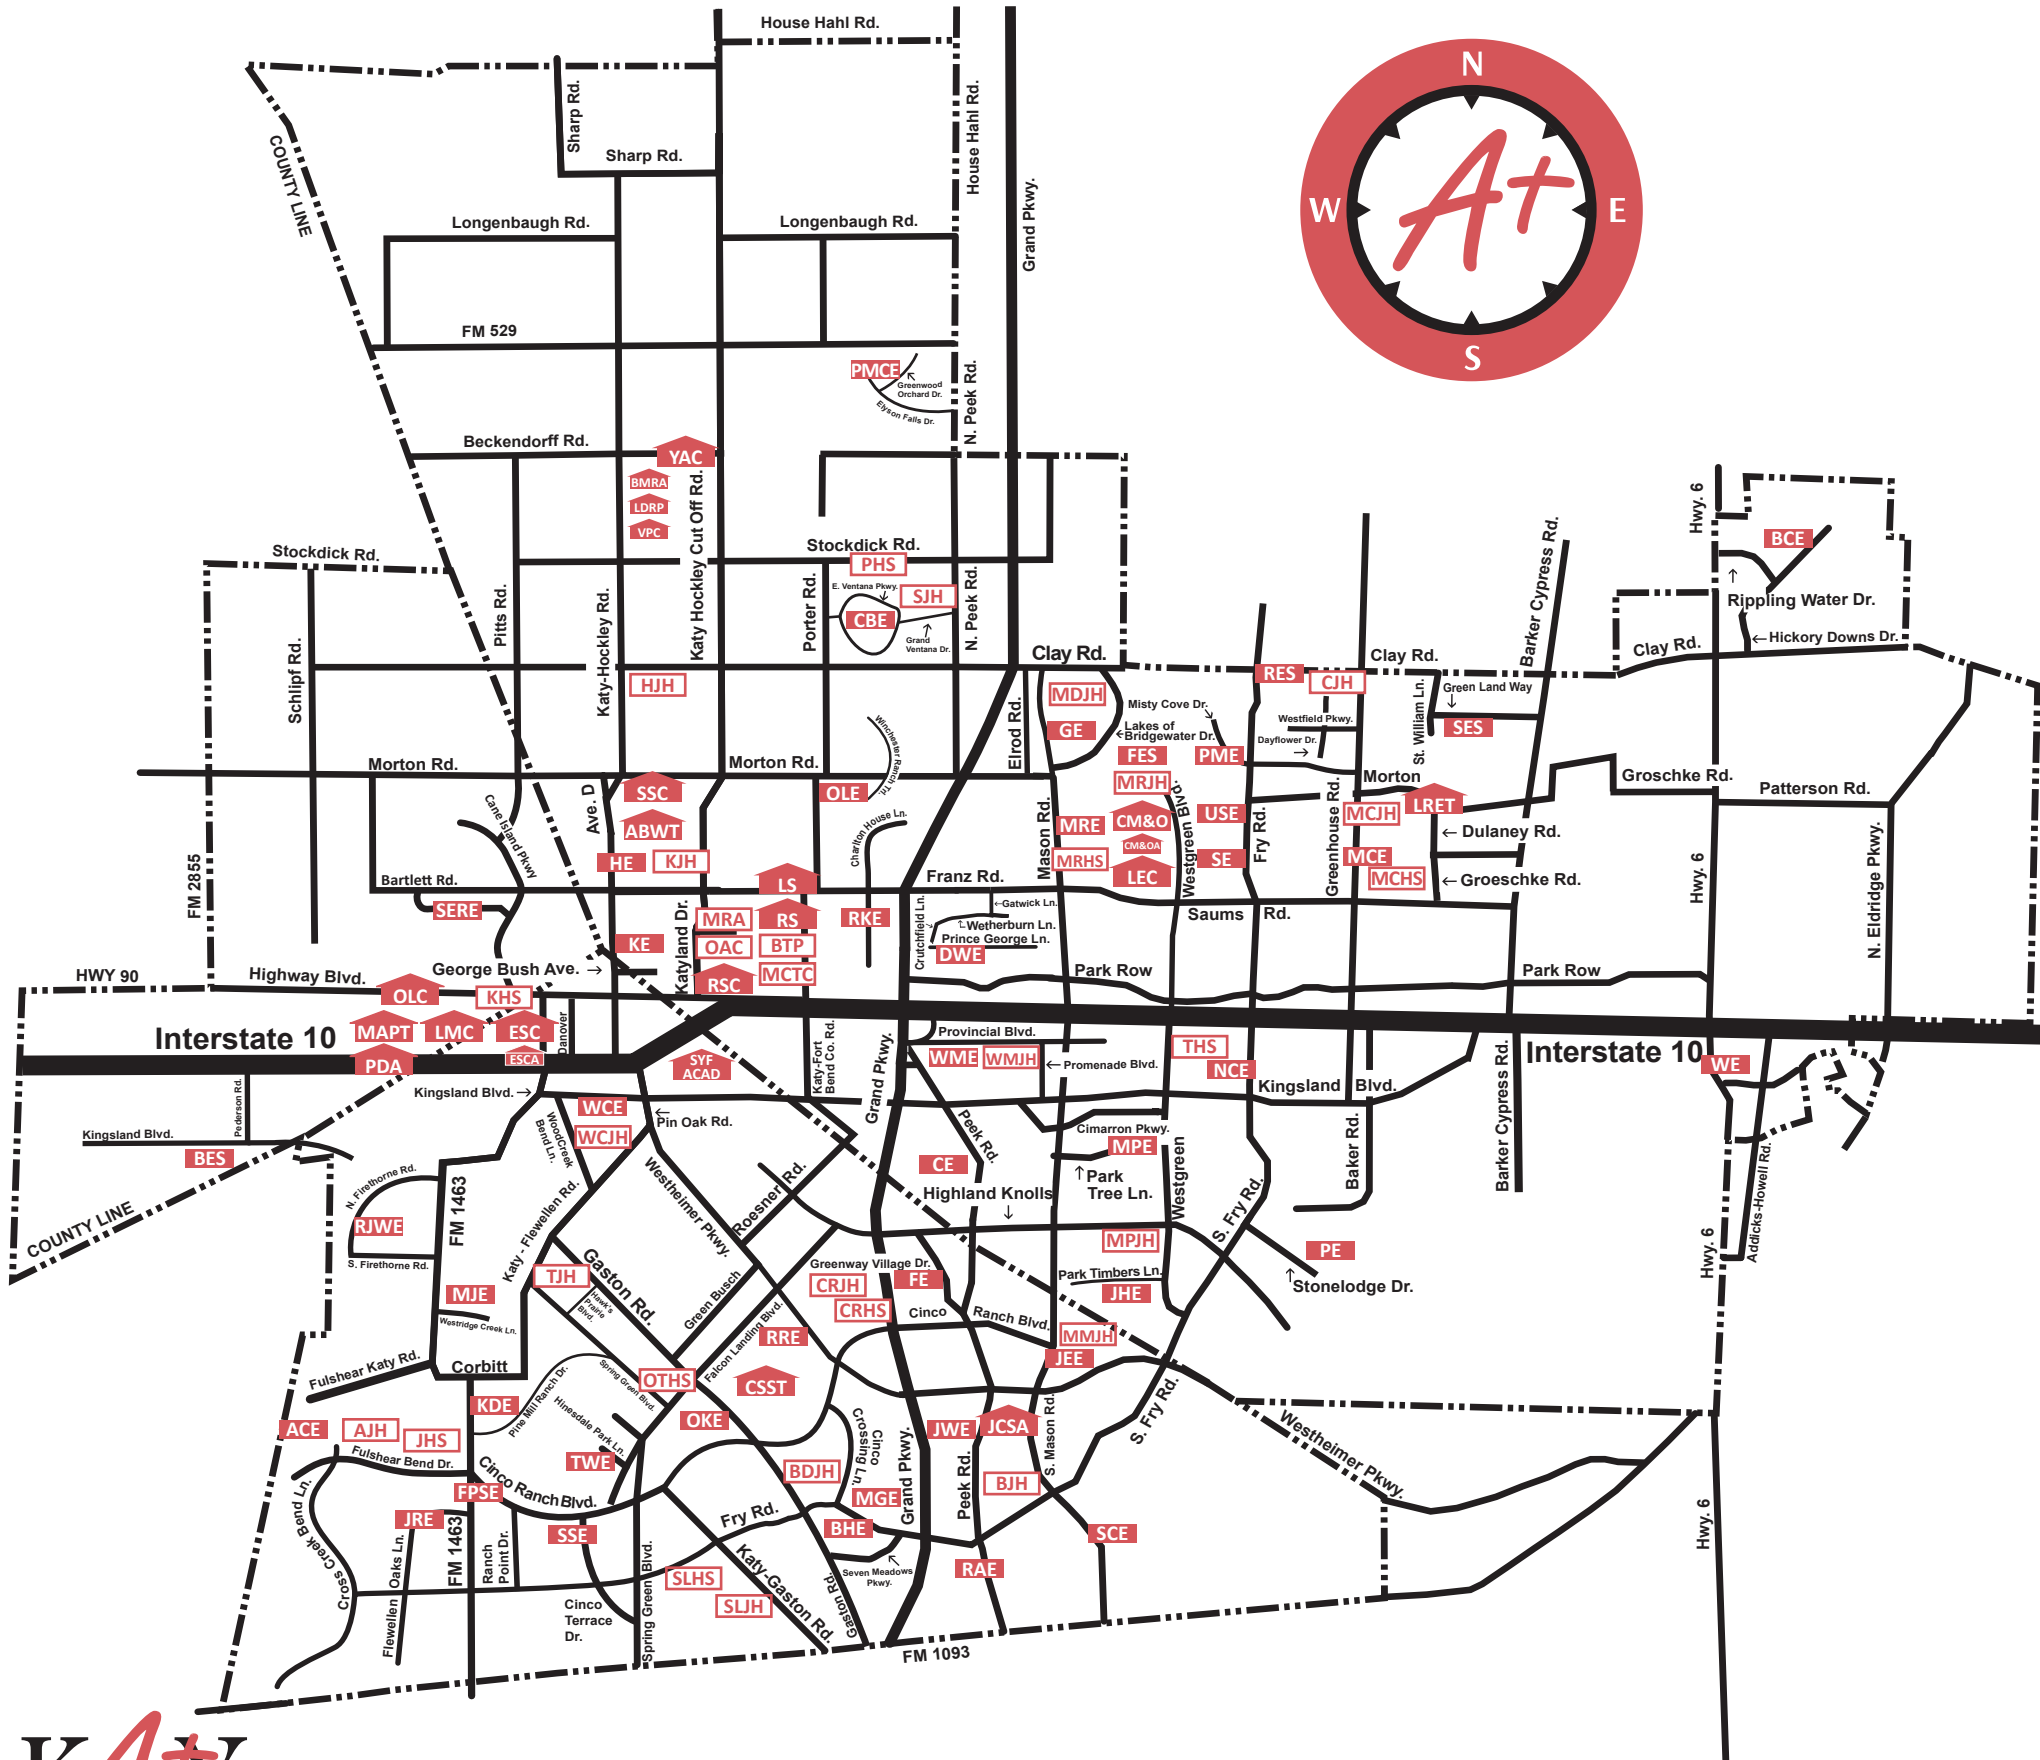 House Hahl Rd.
N
W
A+
E
S
COUNTY LINE
Sharp Rd.
Sharp Rd.
House Hahl Rd.
Grand Pkwy.
Longenbaugh Rd.
Longenbaugh Rd.
FM 529
PMCE
Greenwood
Orchard Dr.
Elyson Falls Dr.
N. Peek Rd.
Beckendorff Rd.
YAC
BMRA
LDRP
VPC
Katy Hockley Cut Off Rd.
Stockdick Rd.
Stockdick Rd.
PHS
E. Ventana Pkwy.
SJH
CBE
Grand
Ventana Dr.
N. Peek Rd.
Schlipf Rd.
Pitts Rd.
Katy-Hockley Rd.
Porter Rd.
Hwy. 6
BCE
Rippling Water Dr.
Hickory Downs Dr.
Barker Cypress Rd.
Clay Rd.
Clay Rd.
Clay Rd.
HJH
RES
CJH
MDJH
GE
Elrod Rd.
Misty Cove Dr.
Lakes of
Bridgewater Dr.
FES
PME
Westfield Pkwy.
Dayflower Dr.
St. William Ln.
Green Land Way
SES
Winchester Ranch Trl.
Morton Rd.
Morton Rd.
Morton
Groschke Rd.
Patterson Rd.
Cane Island Pkwy
Ave. D
SSC
OLE
MRJH
LRET
MCJH
ABWT
Charlton House Ln.
Mason Rd.
MRE
CM&O
CM&OA
Westgreen Blvd.
USE
Fry Rd.
Greenhouse Rd.
Dulaney Rd.
HE
KJH
MRHS
LEC
SE
MCE
MCHS
Groeschke Rd.
Hwy. 6
N. Eldridge Pkwy.
FM 2855
Bartlett Rd.
SERE
LS
Franz Rd.
Gatwick Ln.
Saums
Rd.
MRA
RS
RKE
Crutchfield Ln.
Wetherburn Ln.
Prince George Ln.
DWE
KE
Katyland Dr.
OAC
BTP
MCTC
RSC
George Bush Ave.
HWY 90
Highway Blvd.
OLC
KHS
Park Row
Park Row
Interstate 10
MAPT
LMC
ESC
ESCA
PDA
Danover
SYF
ACAD
Katy-Fort
Bend Co. Rd.
Grand Pkwy.
Provincial Blvd.
WME
WMJH
Promenade Blvd.
THS
NCE
Interstate 10
WE
Pederson Rd.
Kingsland Blvd.
Kingsland Blvd.
Kingsland
Blvd.
BES
WCE
WCJH
WoodCreek
Bend Ln.
Pin Oak Rd.
Peek Rd.
Cimarron Pkwy.
MPE
Park
Tree Ln.
Baker Rd.
Barker Cypress Rd.
Addicks-Howell Rd.
COUNTY LINE
N. Firethorne Rd.
RJWE
S. Firethorne Rd.
FM 1463
Katy - Flewellen Rd.
Westheimer Pkwy.
Roesner Rd.
CE
Highland Knolls
Westgreen
S. Fry Rd.
MPJH
PE
Stonelodge Dr.
Hwy. 6
TJH
Gaston Rd.
Hawk's
Prairie
Blvd.
Green Busch
Greenway Village Dr.
CRJH
FE
CRHS
Park Timbers Ln.
JHE
MJE
Westridge Creek Ln.
Cinco
Ranch Blvd.
MMJH
JEE
Falcon Landing Blvd.
RRE
Fulshear Katy Rd.
Corbitt
Pine Mill Ranch Dr.
Spring Green Blvd.
OTHS
CSST
KDE
OKE
Hinesdale Park Ln.
ACE
AJH
JHS
Fulshear Bend Dr.
TWE
Cinco
Crossing Ln.
JWE
JCSA
S. Mason Rd.
S. Fry Rd.
Westheimer Pkwy.
BDJH
MGE
Grand Pkwy.
Peek Rd.
BJH
Cinco Ranch Blvd.
FPSE
Cross Creek Bend Ln.
JRE
SSE
Fry Rd.
BHE
SCE
Hwy. 6
Flewellen Oaks Ln.
FM 1463
Ranch
Point Dr.
Seven Meadows
Pkwy.
RAE
SLHS
SLJH
Katy-Gaston Rd.
Gaston Rd.
Cinco
Terrace
Dr.
Spring Green Blvd.
FM 1093